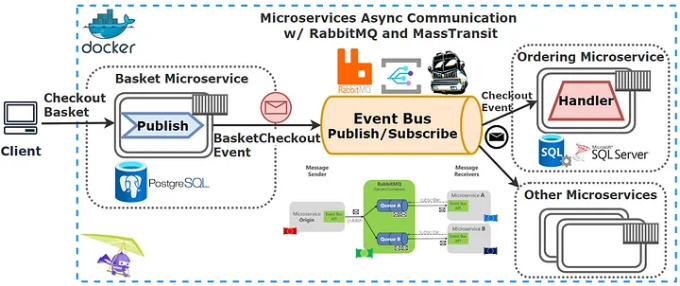 Microservices Async Communication
w/ RabbitMQ and MassTransit
docker
Basket Microservice
Checkout
Basket
Client
Publish
PostgreSQL
BasketCheckout
Event
RabbitMQ
Event Bus
Publish/Subscribe
Checkout
Event
Ordering Microservice
Handler
SQL
Microsoft
SQL Server
Other Microservices
Message
Sender
Message
Receivers
RabbitMQ
Microservice
Origin
Event Bus
API
Queue A
Queue B
Microservice A
Event Bus
API
Microservice B
Event Bus
API